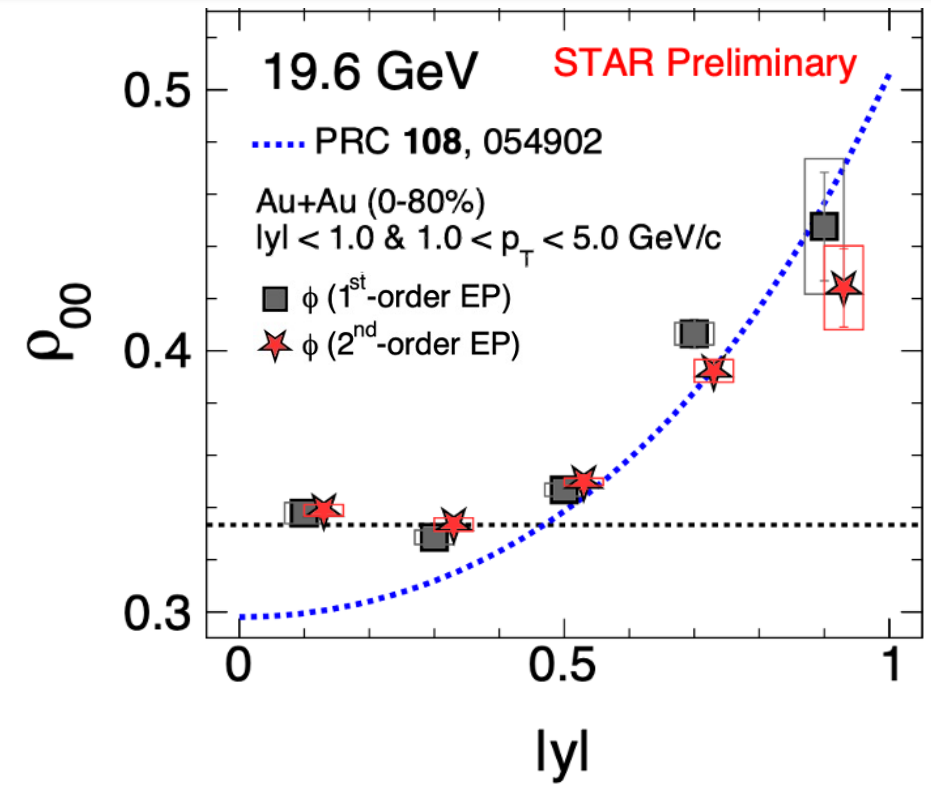 19.6 GeV
STAR Preliminary
PRC 108, 054902
Au+Au (0-80%)
|y| < 1.0 & 1.0 < p_T < 5.0 GeV/c
ϕ (1st-order EP)
ϕ (2nd-order EP)
0.5
0.4
0.3
ρ00
0
0.5
1
|y|